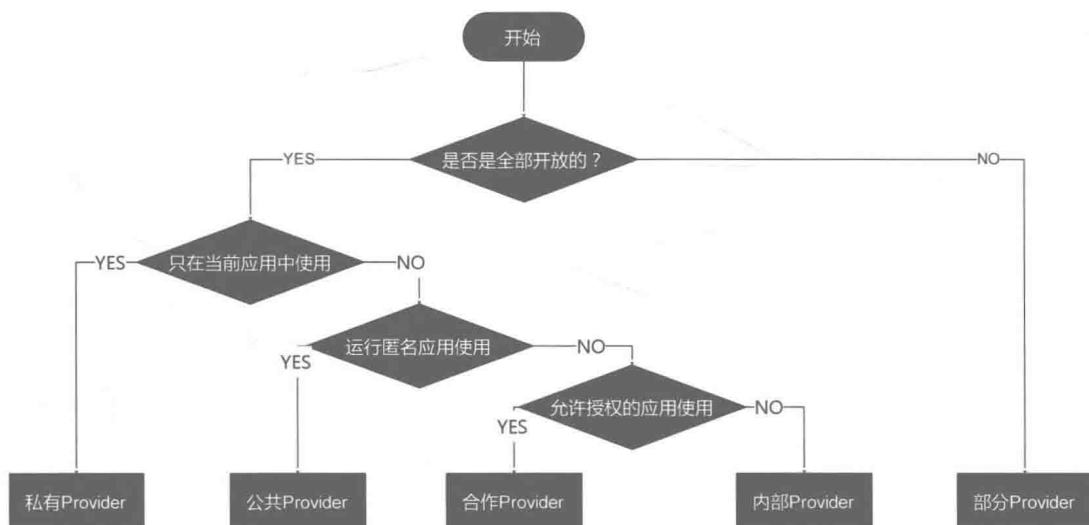 开始
是否是全部开放的？
YES
NO
只在当前应用中使用
YES
NO
运行匿名应用使用
YES
NO
允许授权的应用使用
YES
NO
私有Provider
公共Provider
合作Provider
内部Provider
部分Provider